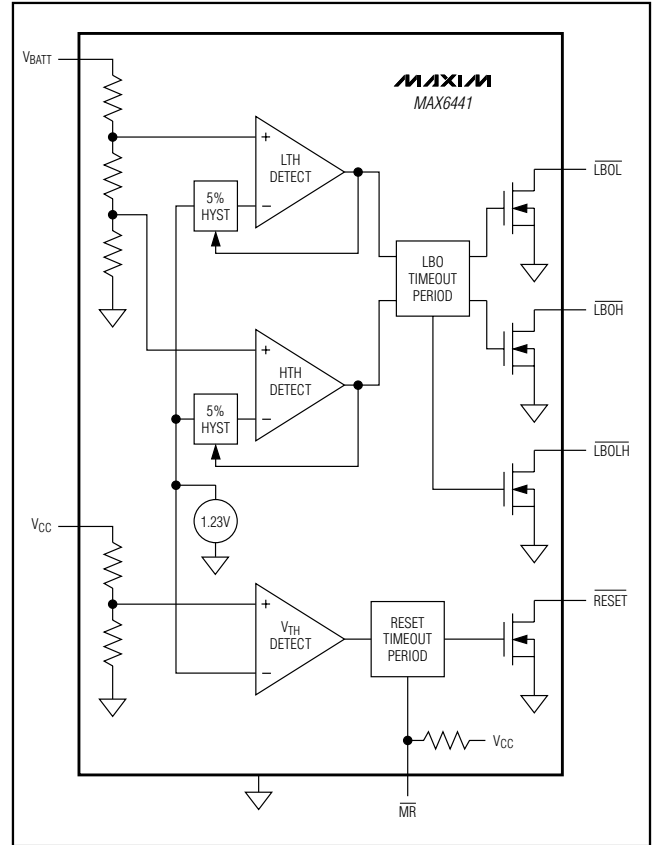 VBATT
MAXIM
MAX6441
+
LTH
DETECT
–
5%
HYST
LBOL
LBO
TIMEOUT
PERIOD
LBOH
+
HTH
DETECT
–
5%
HYST
LBOLH
1.23V
VCC
+
VTH
DETECT
–
RESET
TIMEOUT
PERIOD
RESET
VCC
MR